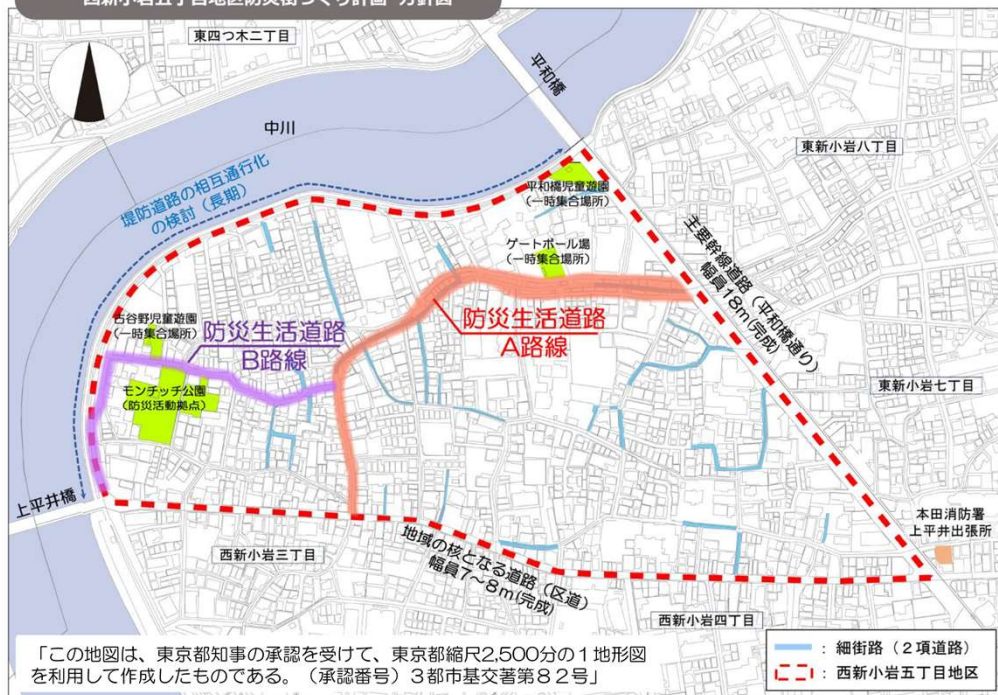 西新小岩五丁目地区防災街づくり計画 方針図
東四つ木二丁目
平和橋
中川
東新小岩八丁目
堤防道路の相互通行化
の検討（長期）
平和橋児童遊園
（一時集合場所）
ゲートボール場
（一時集合場所）
主要幹線道路（平和橋通り）
幅員18m(完成)
古谷野児童遊園
（一時集合場所）
防災生活道路
B路線
防災生活道路
A路線
モンチッチ公園
（防災活動拠点）
東新小岩七丁目
上平井橋
本田消防署
上平井出張所
西新小岩三丁目
地域の核となる道路（区道）
幅員7～8m(完成)
西新小岩四丁目
「この地図は、東京都知事の承認を受けて、東京都縮尺2,500分の1地形図
を利用して作成したものである。（承認番号）3都市基交著第82号」
：細街路（2項道路）
：西新小岩五丁目地区